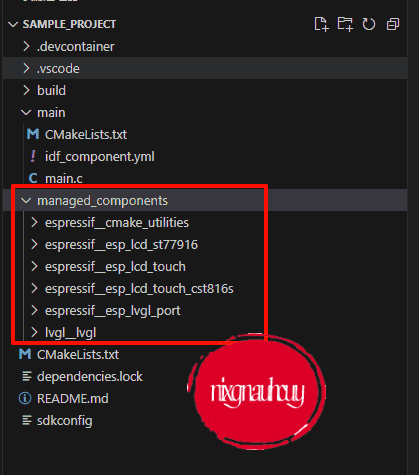 SAMPLE_PROJECT
.devcontainer
.vscode
build
main
CMakeLists.txt
idf_component.yml
main.c
managed_components
espressif__cmake_utilities
espressif__esp_lcd_st77916
espressif__esp_lcd_touch
espressif__esp_lcd_touch_cst816s
espressif__esp_lvgl_port
lvgl__lvgl
CMakeLists.txt
dependencies.lock
README.md
sdkconfig